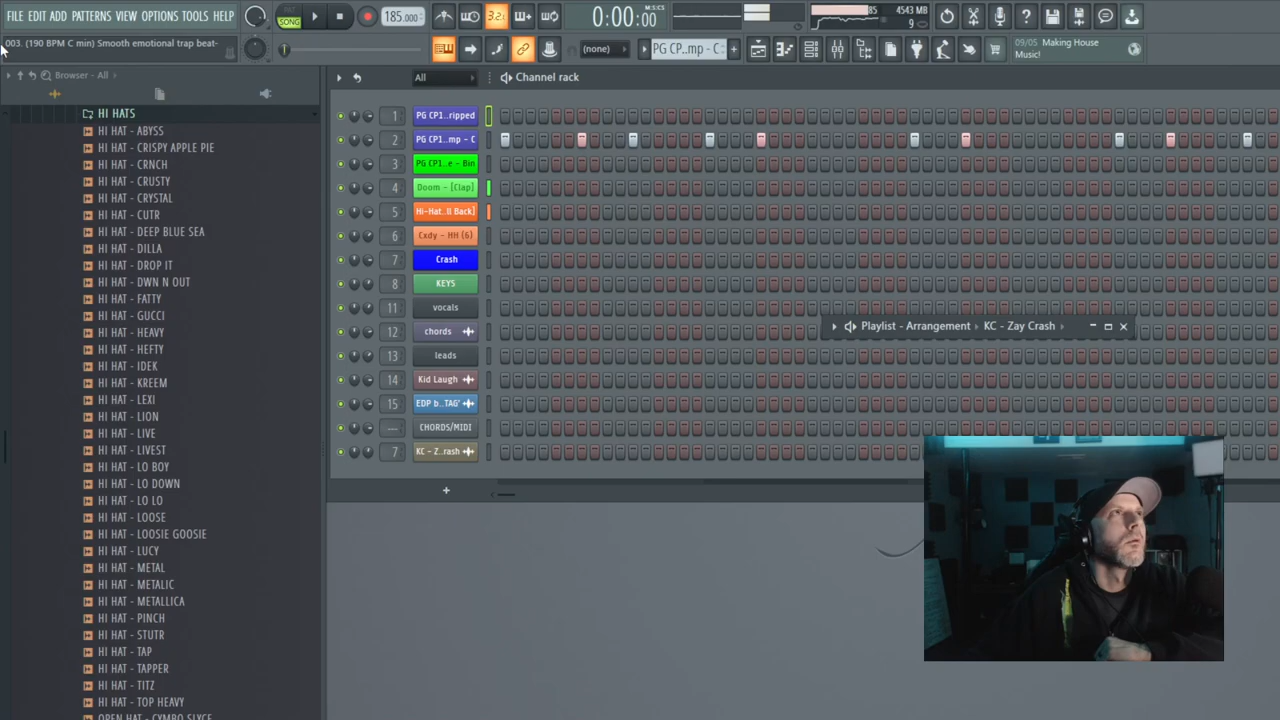 FILE EDIT ADD PATTERNS VIEW OPTIONS TOOLS HELP
PAT
SONG
185.000
3.2.
0:00:00
M:S:CS
85
4543 MB
9
003. (190 BPM C min) Smooth emotional trap beat-
(none)
PG CP..mp - C
09/05 Making House
Music!
Browser - All
All
Channel rack
HI HATS
HI HAT - ABYSS
HI HAT - CRISPY APPLE PIE
HI HAT - CRNCH
HI HAT - CRUSTY
HI HAT - CRYSTAL
HI HAT - CUTR
HI HAT - DEEP BLUE SEA
HI HAT - DILLA
HI HAT - DROP IT
HI HAT - DWN N OUT
HI HAT - FATTY
HI HAT - GUCCI
HI HAT - HEAVY
HI HAT - HEFTY
HI HAT - IDEK
HI HAT - KREEM
HI HAT - LEXI
HI HAT - LION
HI HAT - LIVE
HI HAT - LIVEST
HI HAT - LO BOY
HI HAT - LO DOWN
HI HAT - LO LO
HI HAT - LOOSE
HI HAT - LOOSIE GOOSIE
HI HAT - LUCY
HI HAT - METAL
HI HAT - METALIC
HI HAT - METALLICA
HI HAT - PINCH
HI HAT - STUTR
HI HAT - TAP
HI HAT - TAPPER
HI HAT - TITZ
HI HAT - TOP HEAVY
OPEN HAT - CYMBO SLYCE
1 PG CP1...ripped
2 PG CP1...mp - C
3 PG CP1...e - Bin
4 Doom - [Clap]
5 Hi-Hat..ll Back]
6 Cxdy - HH (6)
7 Crash
8 KEYS
11 vocals
12 chords
13 leads
14 Kid Laugh
15 EDP b..TAG"
--- CHORDS/MIDI
7 KC - Z..rash
Playlist - Arrangement KC - Zay Crash